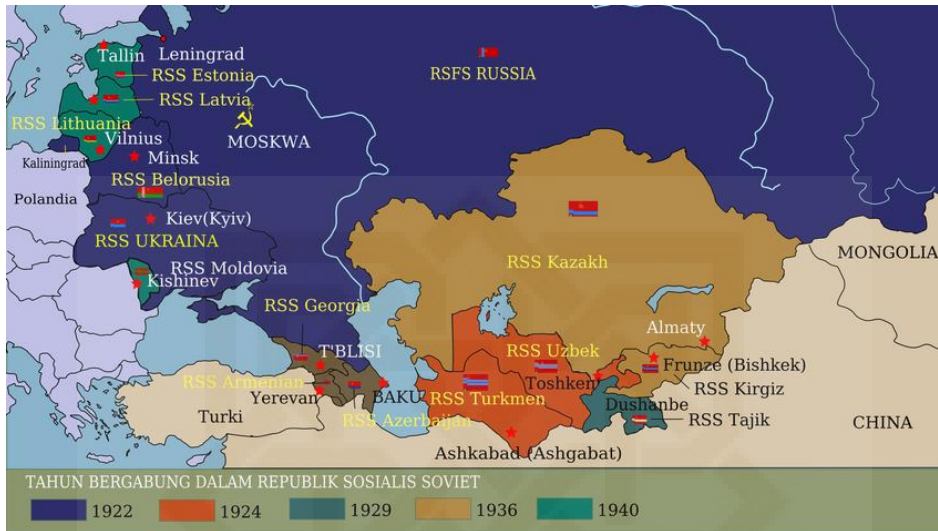 Tallin
Leningrad
RSS Estonia
RSFS RUSSIA
RSS Latvia
RSS Lithuania
Vilnius
MOSKWA
Kaliningrad
Minsk
RSS Belorusia
Polandia
Kiev(Kyiv)
RSS UKRAINA
MONGOLIA
RSS Moldovia
Kishinev
RSS Kazakh
RSS Georgia
Almaty
T'BLISI
RSS Uzbek
Frunze (Bishkek)
RSS Armenian
Toshkent
RSS Kirgiz
Yerevan
BAKU
RSS Turkmen
Dushanbe
Turki
RSS Azerbaijan
RSS Tajik
CHINA
Ashkabad (Ashgabat)
TAHUN BERGABUNG DALAM REPUBLIK SOSIALIS SOVIET
1922 1924 1929 1936 1940